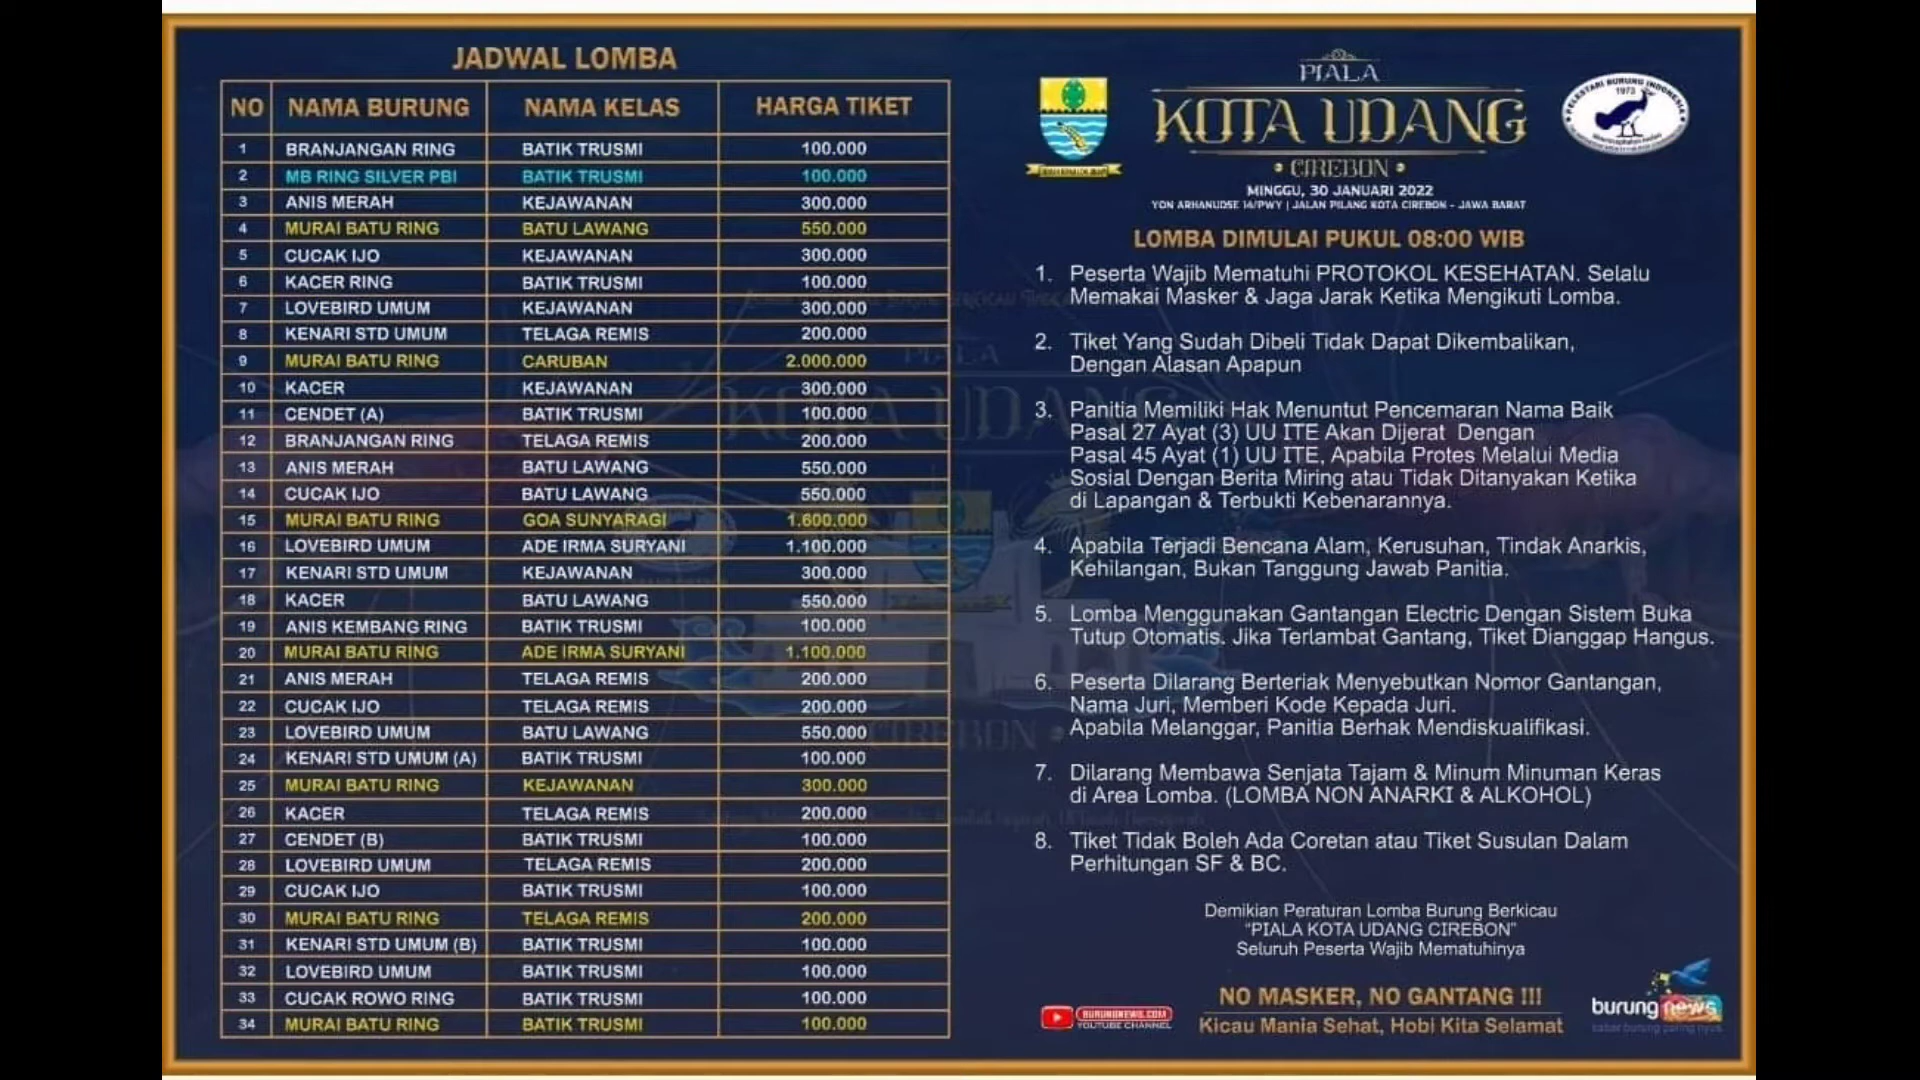 JADWAL LOMBA
NO NAMA BURUNG NAMA KELAS HARGA TIKET
1 BRANJANGAN RING BATIK TRUSMI 100.000
2 MB RING SILVER PBI BATIK TRUSMI 100.000
3 ANIS MERAH KEJAWANAN 300.000
4 MURAI BATU RING BATU LAWANG 550.000
5 CUCAK IJO KEJAWANAN 300.000
6 KACER RING BATIK TRUSMI 100.000
7 LOVEBIRD UMUM KEJAWANAN 300.000
8 KENARI STD UMUM TELAGA REMIS 200.000
9 MURAI BATU RING CARUBAN 2.000.000
10 KACER KEJAWANAN 300.000
11 CENDET (A) BATIK TRUSMI 100.000
12 BRANJANGAN RING TELAGA REMIS 200.000
13 ANIS MERAH BATU LAWANG 550.000
14 CUCAK IJO BATU LAWANG 550.000
15 MURAI BATU RING GOA SUNYARAGI 1.600.000
16 LOVEBIRD UMUM ADE IRMA SURYANI 1.100.000
17 KENARI STD UMUM KEJAWANAN 300.000
18 KACER BATU LAWANG 550.000
19 ANIS KEMBANG RING BATIK TRUSMI 100.000
20 MURAI BATU RING ADE IRMA SURYANI 1.100.000
21 ANIS MERAH TELAGA REMIS 200.000
22 CUCAK IJO TELAGA REMIS 200.000
23 LOVEBIRD UMUM BATU LAWANG 550.000
24 KENARI STD UMUM (A) BATIK TRUSMI 100.000
25 MURAI BATU RING KEJAWANAN 300.000
26 KACER TELAGA REMIS 200.000
27 CENDET (B) BATIK TRUSMI 100.000
28 LOVEBIRD UMUM TELAGA REMIS 200.000
29 CUCAK IJO BATIK TRUSMI 100.000
30 MURAI BATU RING TELAGA REMIS 200.000
31 KENARI STD UMUM (B) BATIK TRUSMI 100.000
32 LOVEBIRD UMUM BATIK TRUSMI 100.000
33 CUCAK ROWO RING BATIK TRUSMI 100.000
34 MURAI BATU RING BATIK TRUSMI 100.000
PIALA
KOTA UDANG
• CIREBON •
PELESTARI BURUNG INDONESIA
1973
MINGGU, 30 JANUARI 2022
YON ARHANUDSE 14/PWY | JALAN PILANG KOTA CIREBON - JAWA BARAT
LOMBA DIMULAI PUKUL 08:00 WIB
1. Peserta Wajib Mematuhi PROTOKOL KESEHATAN. Selalu
Memakai Masker & Jaga Jarak Ketika Mengikuti Lomba.
2. Tiket Yang Sudah Dibeli Tidak Dapat Dikembalikan,
Dengan Alasan Apapun
3. Panitia Memiliki Hak Menuntut Pencemaran Nama Baik
Pasal 27 Ayat (3) UU ITE Akan Dijerat Dengan
Pasal 45 Ayat (1) UU ITE, Apabila Protes Melalui Media
Sosial Dengan Berita Miring atau Tidak Ditanyakan Ketika
di Lapangan & Terbukti Kebenarannya.
4. Apabila Terjadi Bencana Alam, Kerusuhan, Tindak Anarkis,
Kehilangan, Bukan Tanggung Jawab Panitia.
5. Lomba Menggunakan Gantangan Electric Dengan Sistem Buka
Tutup Otomatis. Jika Terlambat Gantang, Tiket Dianggap Hangus.
6. Peserta Dilarang Berteriak Menyebutkan Nomor Gantangan,
Nama Juri, Memberi Kode Kepada Juri.
Apabila Melanggar, Panitia Berhak Mendiskualifikasi.
7. Dilarang Membawa Senjata Tajam & Minum Minuman Keras
di Area Lomba. (LOMBA NON ANARKI & ALKOHOL)
8. Tiket Tidak Boleh Ada Coretan atau Tiket Susulan Dalam
Perhitungan SF & BC.
Demikian Peraturan Lomba Burung Berkicau
"PIALA KOTA UDANG CIREBON"
Seluruh Peserta Wajib Mematuhinya
BURUNGNEWS.COM
YOUTUBE CHANNEL
NO MASKER, NO GANTANG !!!
Kicau Mania Sehat, Hobi Kita Selamat
burung news
PIALA
KOTA UDANG
CIREBON